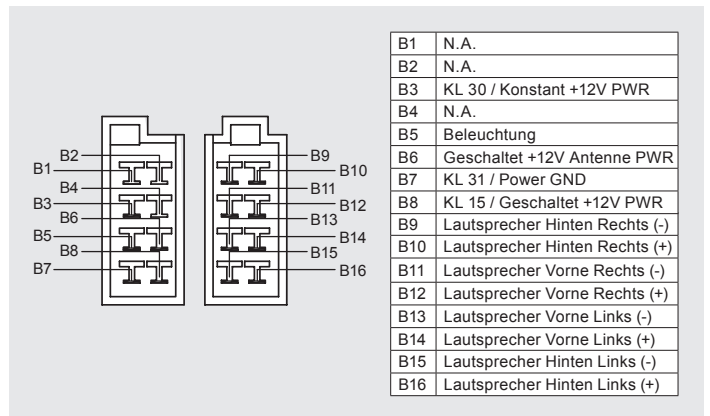 B2
B1
B4
B3
B6
B5
B8
B7
B9
B10
B11
B12
B13
B14
B15
B16
B1 N.A.
B2 N.A.
B3 KL 30 / Konstant +12V PWR
B4 N.A.
B5 Beleuchtung
B6 Geschaltet +12V Antenne PWR
B7 KL 31 / Power GND
B8 KL 15 / Geschaltet +12V PWR
B9 Lautsprecher Hinten Rechts (-)
B10 Lautsprecher Hinten Rechts (+)
B11 Lautsprecher Vorne Rechts (-)
B12 Lautsprecher Vorne Rechts (+)
B13 Lautsprecher Vorne Links (-)
B14 Lautsprecher Vorne Links (+)
B15 Lautsprecher Hinten Links (-)
B16 Lautsprecher Hinten Links (+)